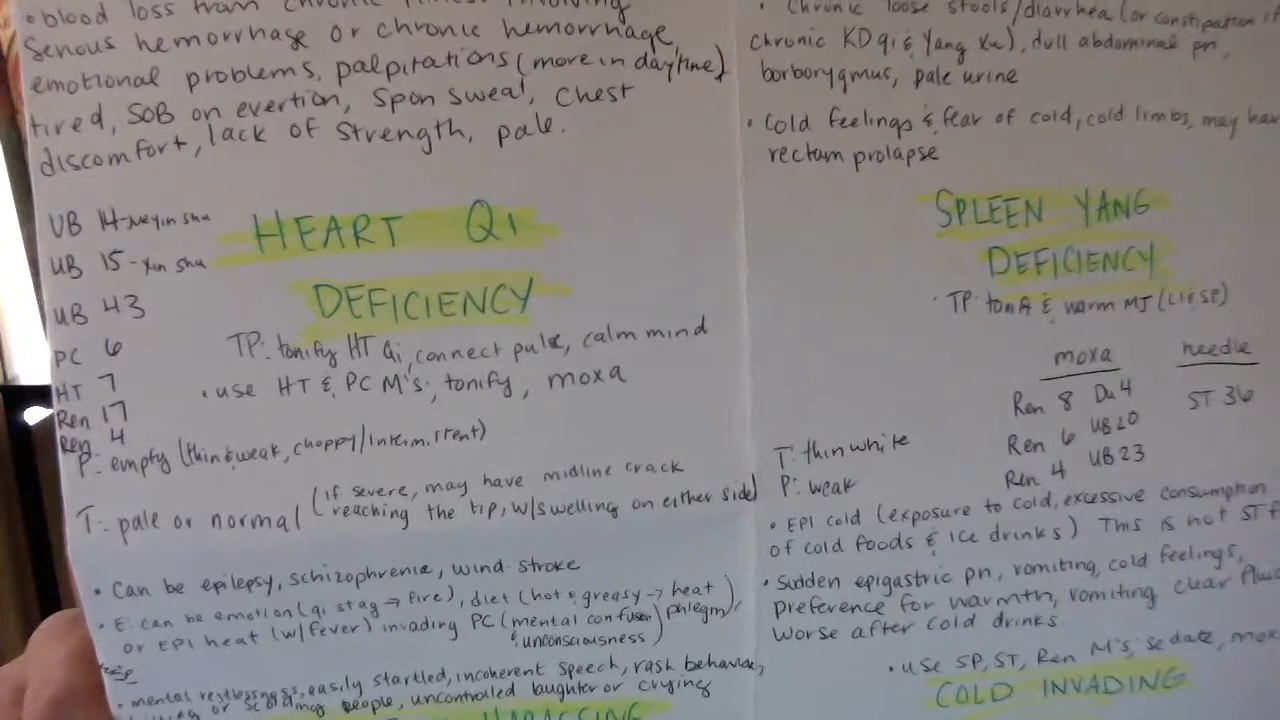 • blood loss from chronic
serious hemorrhage or chronic hemorrhage,
emotional problems, palpitations (more in daytime)
tired, SOB on evertion, spon sweat, chest
discomfort, lack of strength, pale.
UB 14-
UB 15-
UB 43
PC 6
HT 7
Ren 17
Ren 4
HEART QI
DEFICIENCY
TP: tonify HT Qi, connect pulse, calm mind
• use HT & PC M's; tonify, moxa
P: empty (thin & weak, choppy/intermittent)
T: pale or normal (if severe, may have midline crack
reaching the tip, w/swelling on either side)
• Can be epilepsy, schizophrenia, wind-stroke
• E: can be emotion (qi stag → fire), diet (hot & greasy → heat
phlegm),
or EPI heat (w/fever) invading PC (mental confusion
& unconsciousness)
• mental restlessness, easily startled, incoherent speech, rash behavior,
or scolding people, uncontrolled laughter or crying
HARASSING
• Chronic loose stools/diarrhea (or constipation if
chronic KD qi & Yang Xu), dull abdominal pn,
borborygmus, pale urine
• Cold feelings & fear of cold, cold limbs, may have
rectum prolapse
SPLEEN YANG
DEFICIENCY
• TP: tonify & warm MJ
moxa needle
Ren 8 Du 4 ST 36
Ren 6 UB 20
Ren 4 UB 23
T: thin white
P: weak
• EPI cold (exposure to cold, excessive consumption
of cold foods & ice drinks) This is not ST
• Sudden epigastric pn, vomiting, cold feelings,
preference for warmth, vomiting clear fluid
worse after cold drinks
• use SP, ST, Ren M's, sedate, moxa
COLD INVADING